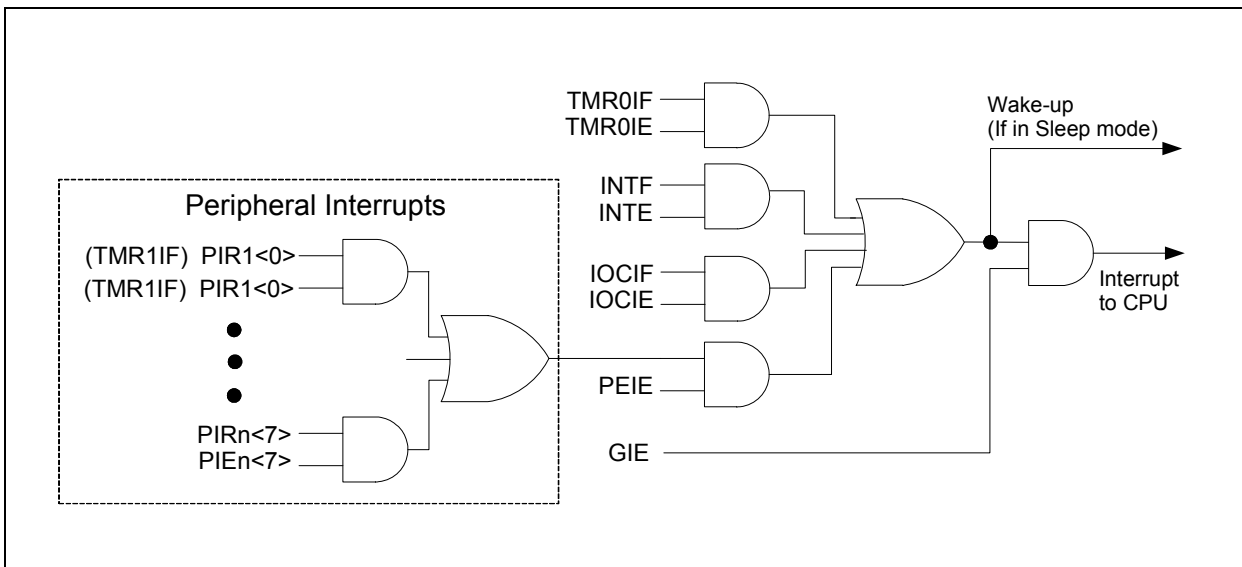 Peripheral Interrupts
(TMR1IF) PIR1<0>
(TMR1IF) PIR1<0>
PIRn<7>
PIEn<7>
TMR0IF
TMR0IE
INTF
INTE
IOCIF
IOCIE
PEIE
GIE
Wake-up
(If in Sleep mode)
Interrupt
to CPU